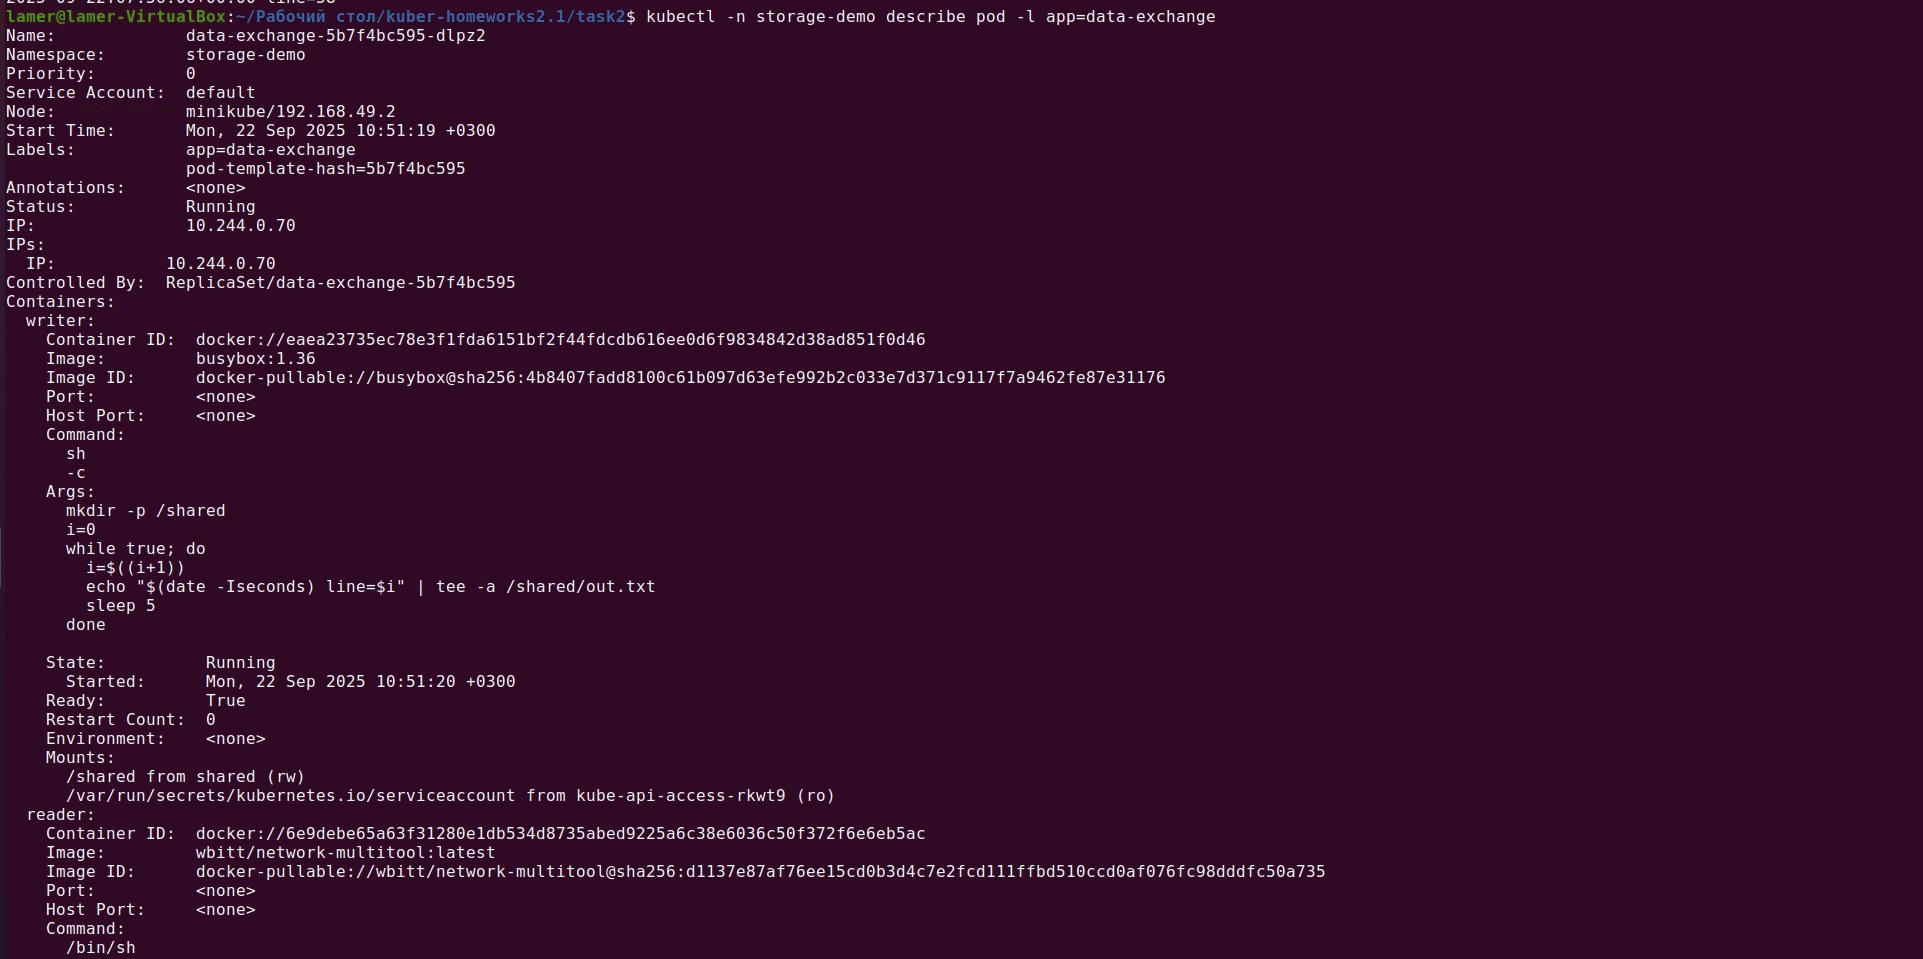 lamer@lamer-VirtualBox:~/Рабочий стол/kuber-homeworks2.1/task2$ kubectl -n storage-demo describe pod -l app=data-exchange
Name:             data-exchange-5b7f4bc595-dlpz2
Namespace:        storage-demo
Priority:         0
Service Account:  default
Node:             minikube/192.168.49.2
Start Time:       Mon, 22 Sep 2025 10:51:19 +0300
Labels:           app=data-exchange
                  pod-template-hash=5b7f4bc595
Annotations:      <none>
Status:           Running
IP:               10.244.0.70
IPs:
  IP:           10.244.0.70
Controlled By:  ReplicaSet/data-exchange-5b7f4bc595
Containers:
  writer:
    Container ID:  docker://eaea23735ec78e3f1fda6151bf2f44fdcdb616ee0d6f9834842d38ad851f0d46
    Image:         busybox:1.36
    Image ID:      docker-pullable://busybox@sha256:4b8407fadd8100c61b097d63efe992b2c033e7d371c9117f7a9462fe87e31176
    Port:          <none>
    Host Port:     <none>
    Command:
      sh
      -c
    Args:
      mkdir -p /shared
      i=0
      while true; do
        i=$((i+1))
        echo "$(date -Iseconds) line=$i" | tee -a /shared/out.txt
        sleep 5
      done

    State:          Running
      Started:      Mon, 22 Sep 2025 10:51:20 +0300
    Ready:          True
    Restart Count:  0
    Environment:    <none>
    Mounts:
      /shared from shared (rw)
      /var/run/secrets/kubernetes.io/serviceaccount from kube-api-access-rkwt9 (ro)
  reader:
    Container ID:  docker://6e9debe65a63f31280e1db534d8735abed9225a6c38e6036c50f372f6e6eb5ac
    Image:         wbitt/network-multitool:latest
    Image ID:      docker-pullable://wbitt/network-multitool@sha256:d1137e87af76ee15cd0b3d4c7e2fcd111ffbd510ccd0af076fc98dddfc50a735
    Port:          <none>
    Host Port:     <none>
    Command:
      /bin/sh